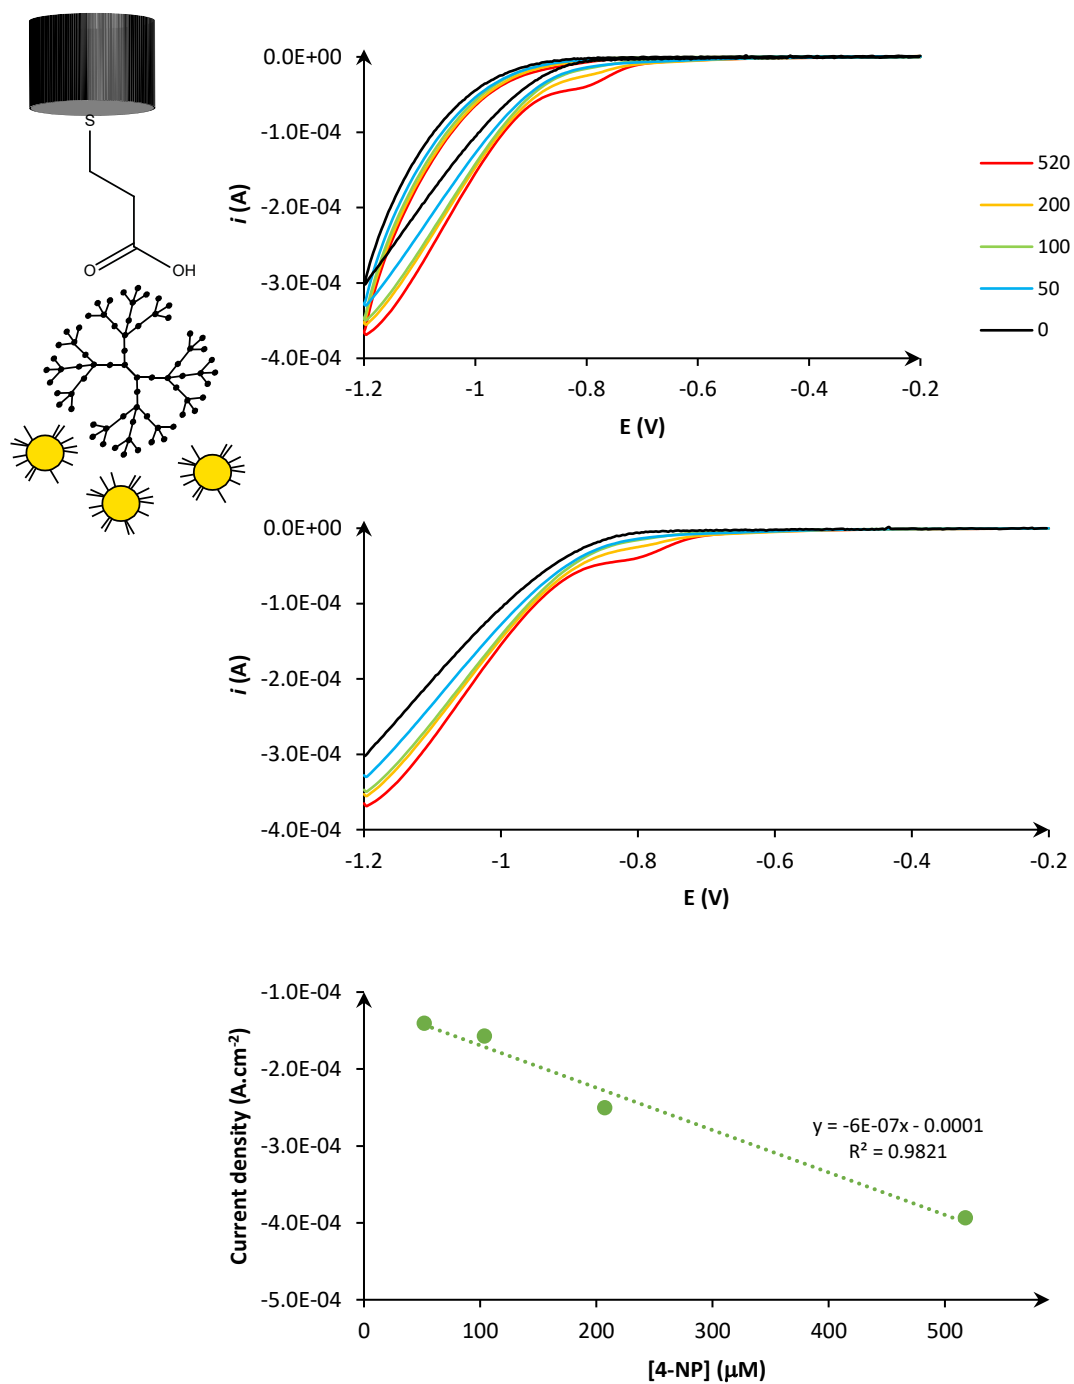 S
O
OH
0.0E+00
-1.0E-04
-2.0E-04
-3.0E-04
-4.0E-04
i (A)
-1.2 -1 -0.8 -0.6 -0.4 -0.2
E (V)
520
200
100
50
0
0.0E+00
-1.0E-04
-2.0E-04
-3.0E-04
-4.0E-04
i (A)
-1.2 -1 -0.8 -0.6 -0.4 -0.2
E (V)
-1.0E-04
-2.0E-04
-3.0E-04
-4.0E-04
-5.0E-04
Current density (A.cm⁻²)
y = -6E-07x - 0.0001
R² = 0.9821
0 100 200 300 400 500
[4-NP] (µM)